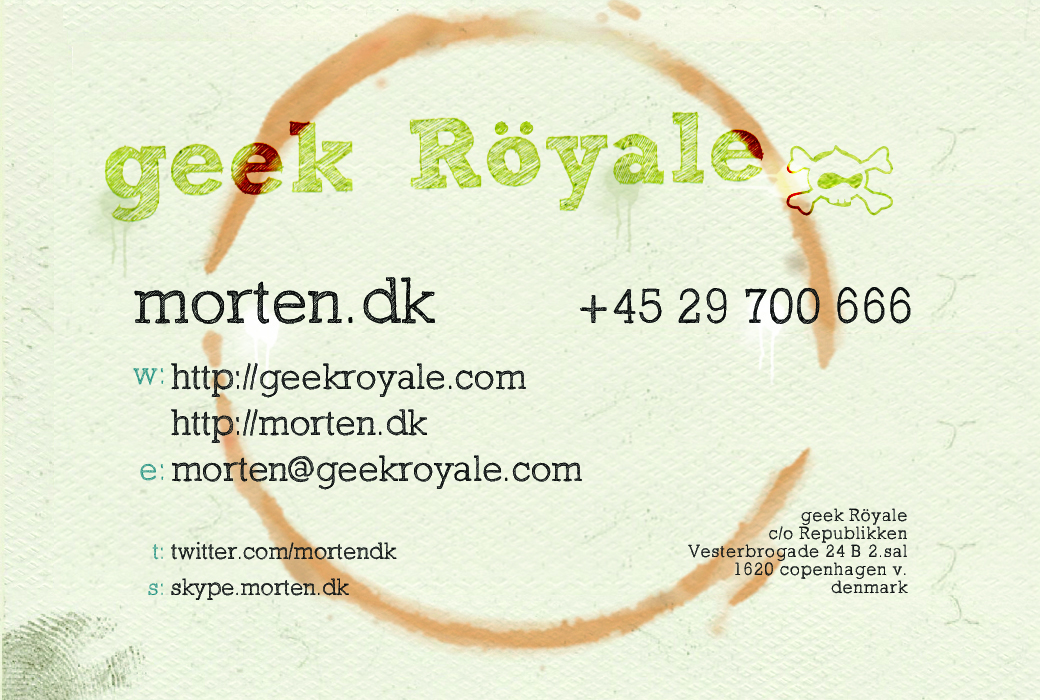 geek Röyale
morten.dk +45 29 700 666
w: http://geekroyale.com
http://morten.dk
e: morten@geekroyale.com
t: twitter.com/mortendk
s: skype.morten.dk
geek Röyale
c/o Republikken
Vesterbrogade 24 B 2.sal
1620 copenhagen v.
denmark